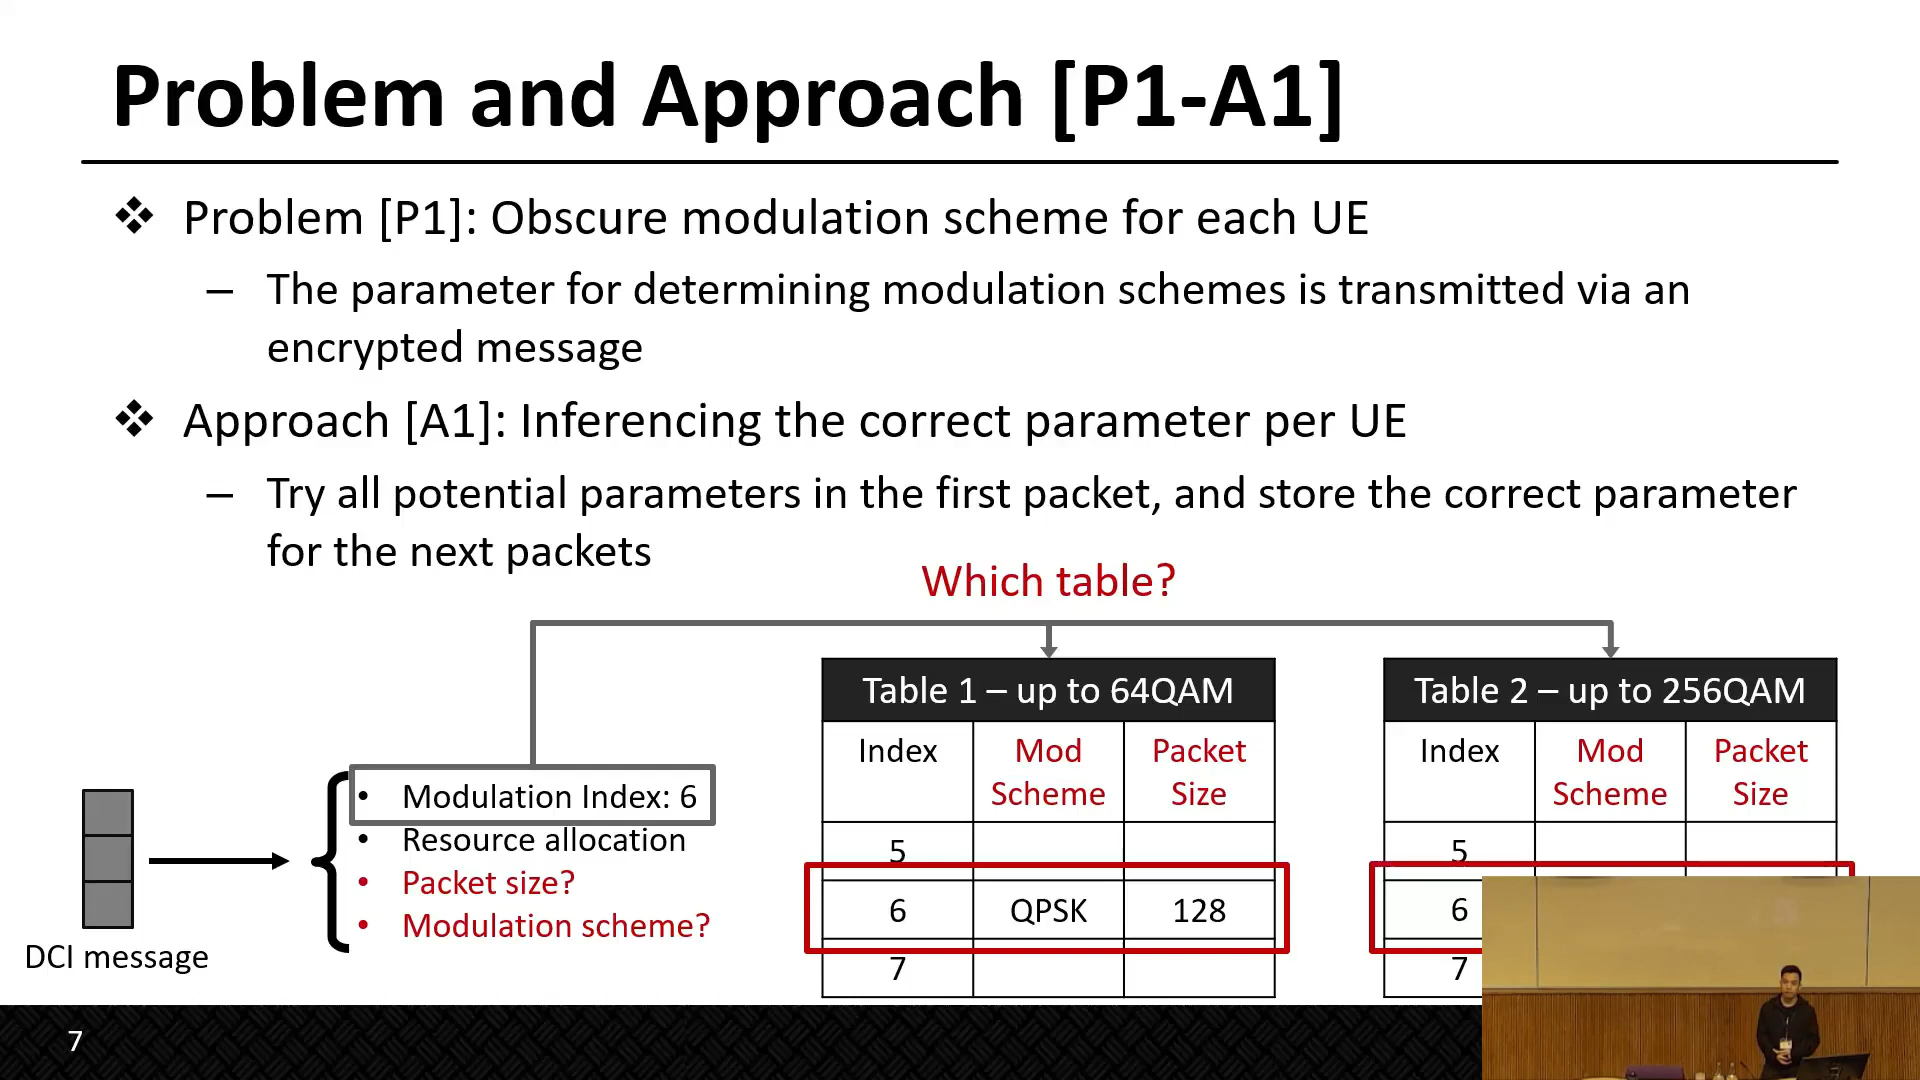 Problem and Approach [P1-A1]
❖ Problem [P1]: Obscure modulation scheme for each UE
– The parameter for determining modulation schemes is transmitted via an
encrypted message
❖ Approach [A1]: Inferencing the correct parameter per UE
– Try all potential parameters in the first packet, and store the correct parameter
for the next packets
Which table?
DCI message
• Modulation Index: 6
• Resource allocation
• Packet size?
• Modulation scheme?
Table 1 – up to 64QAM
Index Mod Scheme Packet Size
5
6 QPSK 128
7
Table 2 – up to 256QAM
Index Mod Scheme Packet Size
5
6
7
7